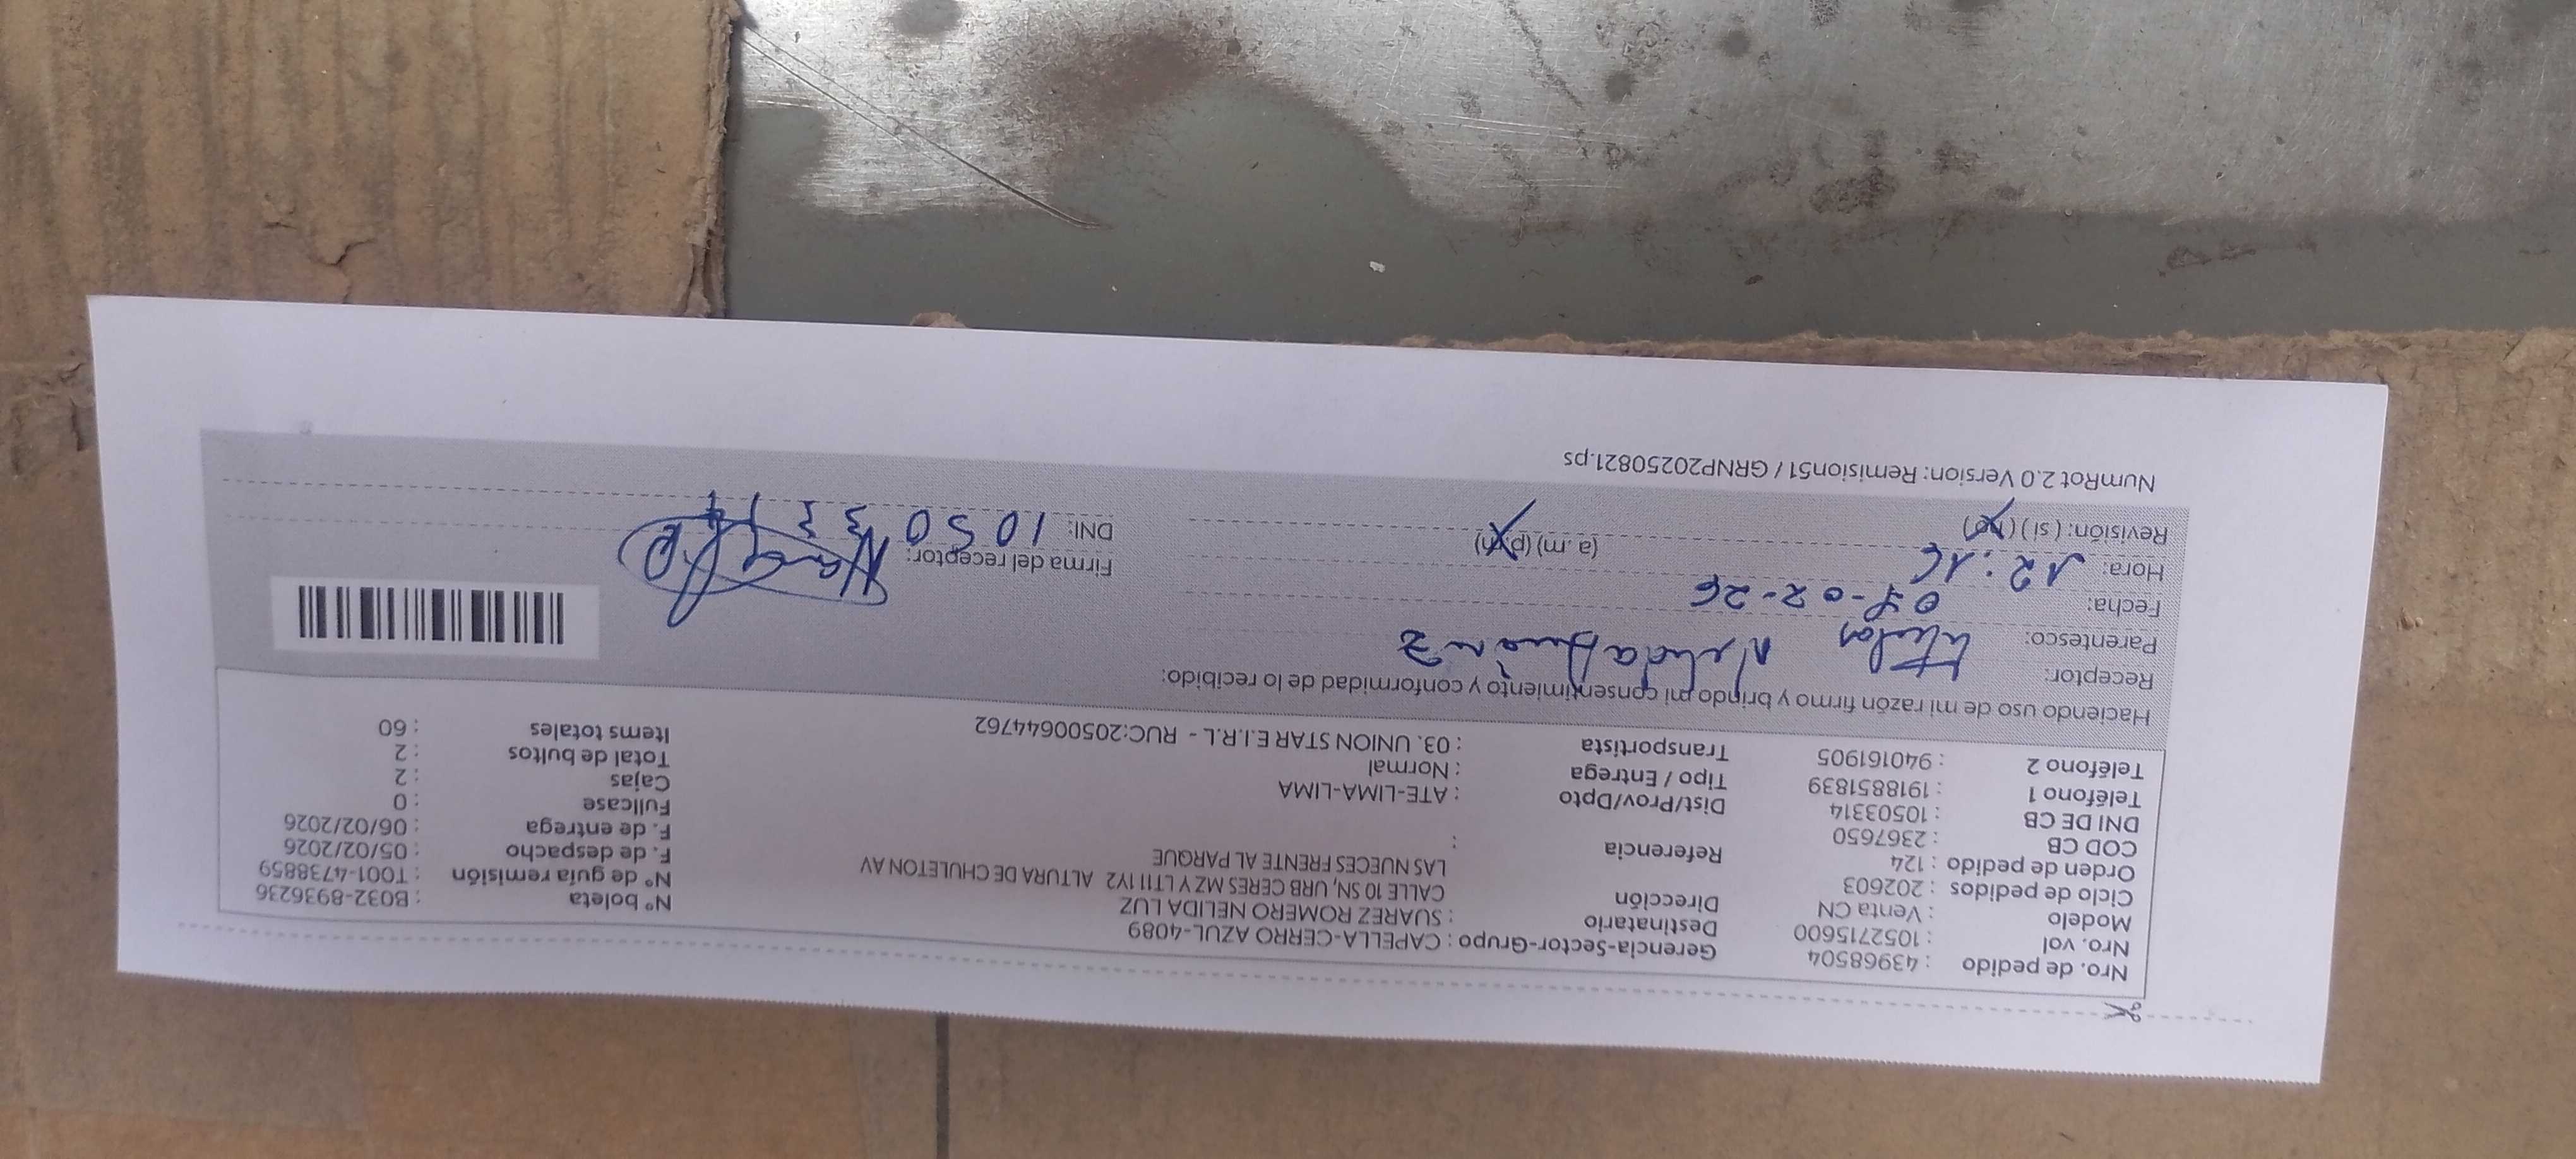 Nro. de pedido : 43968504
Nro. vol : 1052715600
Modelo : Venta CN
Ciclo de pedidos : 202603
Orden de pedido : 124
COD CB : 2367650
DNI DE CB : 10503314
Teléfono 1 : 1918851839
Teléfono 2 : 940161905
Gerencia-Sector-Grupo : CAPELLA-CERRO AZUL-4089
Destinatario : SUAREZ ROMERO NELIDA LUZ
Dirección CALLE 10 SN, URB CERES MZ Y LT11 1Y2 ALTURA DE CHULETON AV
LAS NUECES FRENTE AL PARQUE
Referencia :
Dist/Prov/Dpto : ATE-LIMA-LIMA
Tipo / Entrega : Normal
Transportista : 03. UNION STAR E.I.R.L - RUC:20500644762
Nº boleta : B032-8936236
Nº de guía remisión : T001-4738859
F. de despacho : 05/02/2026
F. de entrega : 06/02/2026
Fullcase : 0
Cajas : 2
Total de bultos : 2
Items totales : 60
Haciendo uso de mi razón firmo y brindo mi consentimiento y conformidad de lo recibido:
Receptor: Nelida Suarez
Parentesco:
Fecha: 07-02-26
Hora: 12:16 (a.m) (p.m)
Revisión: (si) (no)
Firma del receptor:
DNI: 10503314
NumRot 2.0 Version: Remision51 / GRNP20250821.ps